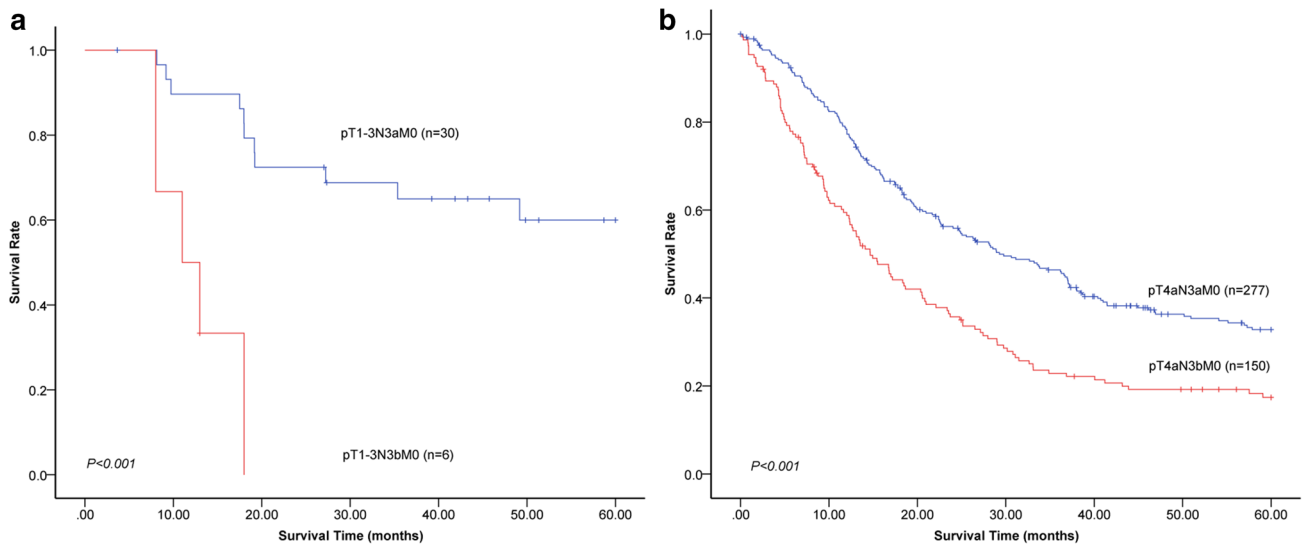 a
Survival Rate
1.0
0.8
0.6
0.4
0.2
0.0
pT1-3N3aM0 (n=30)
pT1-3N3bM0 (n=6)
P<0.001
.00 10.00 20.00 30.00 40.00 50.00 60.00
Survival Time (months)
b
Survival Rate
1.0
0.8
0.6
0.4
0.2
0.0
pT4aN3aM0 (n=277)
pT4aN3bM0 (n=150)
P<0.001
.00 10.00 20.00 30.00 40.00 50.00 60.00
Survival Time (months)